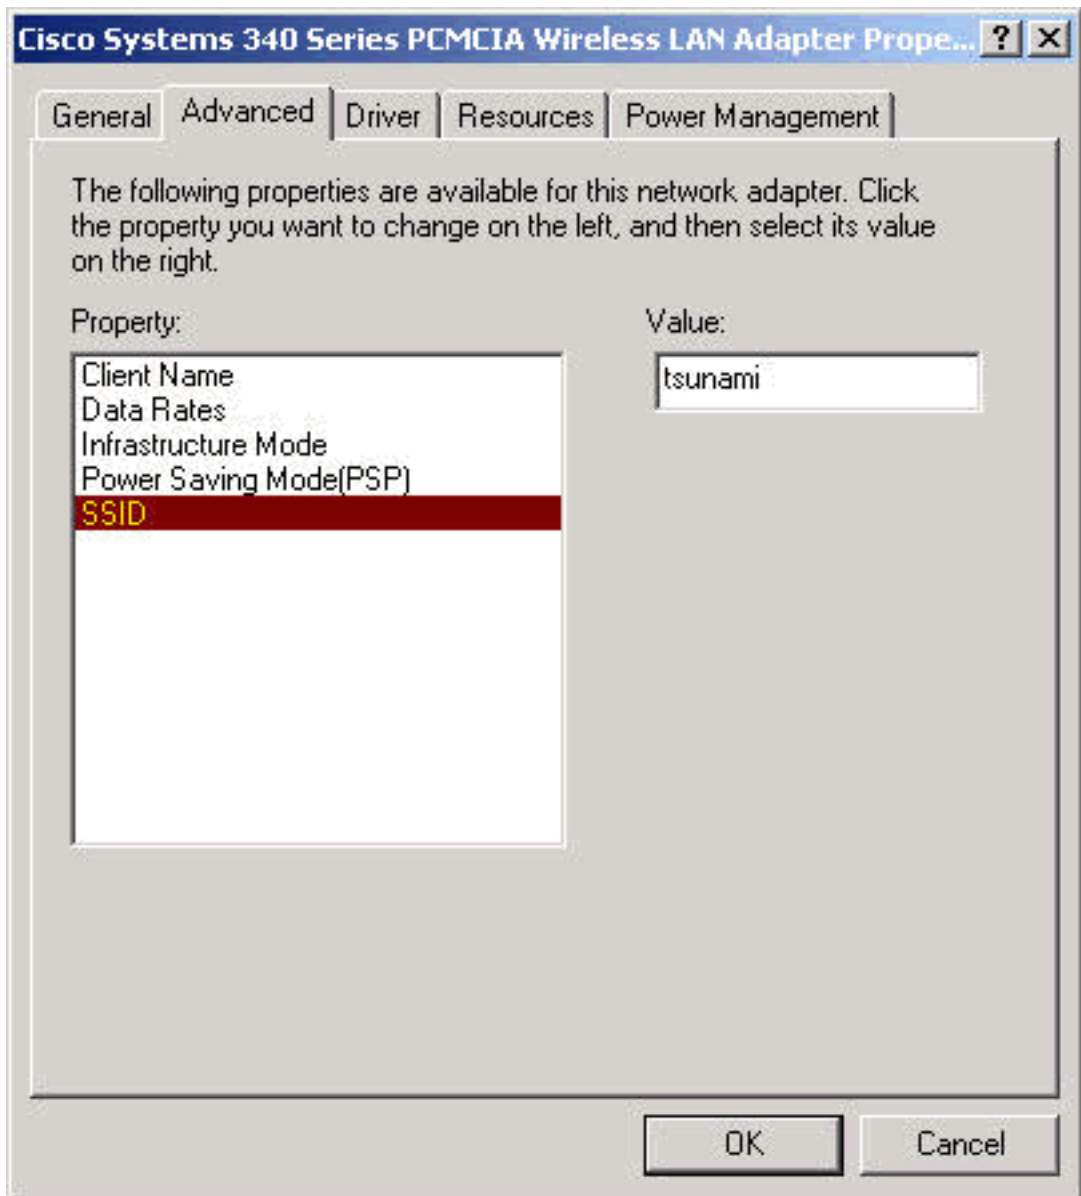 Cisco Systems 340 Series PCMCIA Wireless LAN Adapter Prope... ? X
General Advanced Driver Resources Power Management
The following properties are available for this network adapter. Click
the property you want to change on the left, and then select its value
on the right.
Property: Value:
Client Name tsunami
Data Rates
Infrastructure Mode
Power Saving Mode(PSP)
SSID
OK Cancel